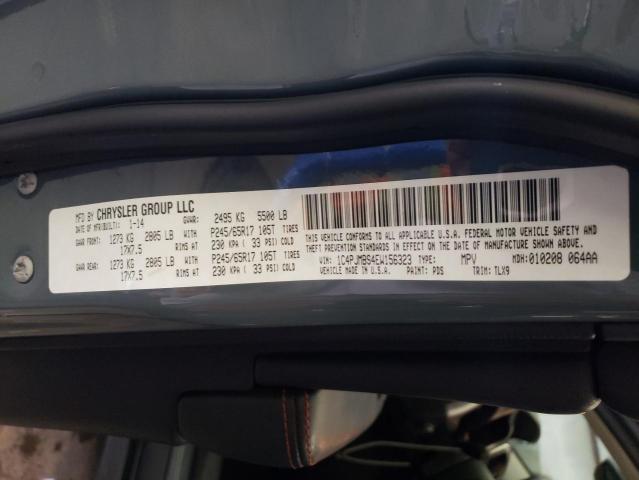 MFD BY CHRYSLER GROUP LLC
DATE OF MFR(BUILT): 1-14 GVWR: 2495 KG 5500 LB
GAWR FRONT: 1273 KG 2805 LB WITH P245/65R17 105T TIRES
17X7.5 RIMS AT 230 KPA ( 33 PSI) COLD
GAWR REAR: 1273 KG 2805 LB WITH P245/65R17 105T TIRES
17X7.5 RIMS AT 230 KPA ( 33 PSI) COLD
THIS VEHICLE CONFORMS TO ALL APPLICABLE U.S.A. FEDERAL MOTOR VEHICLE SAFETY AND
THEFT PREVENTION STANDARDS IN EFFECT ON THE DATE OF MANUFACTURE SHOWN ABOVE.
VIN: 1C4PJMBS4EW156323 TYPE: MPV MDH: 010208 064AA
VEHICLE MADE IN U.S.A. PAINT: PDS TRIM: TLX9